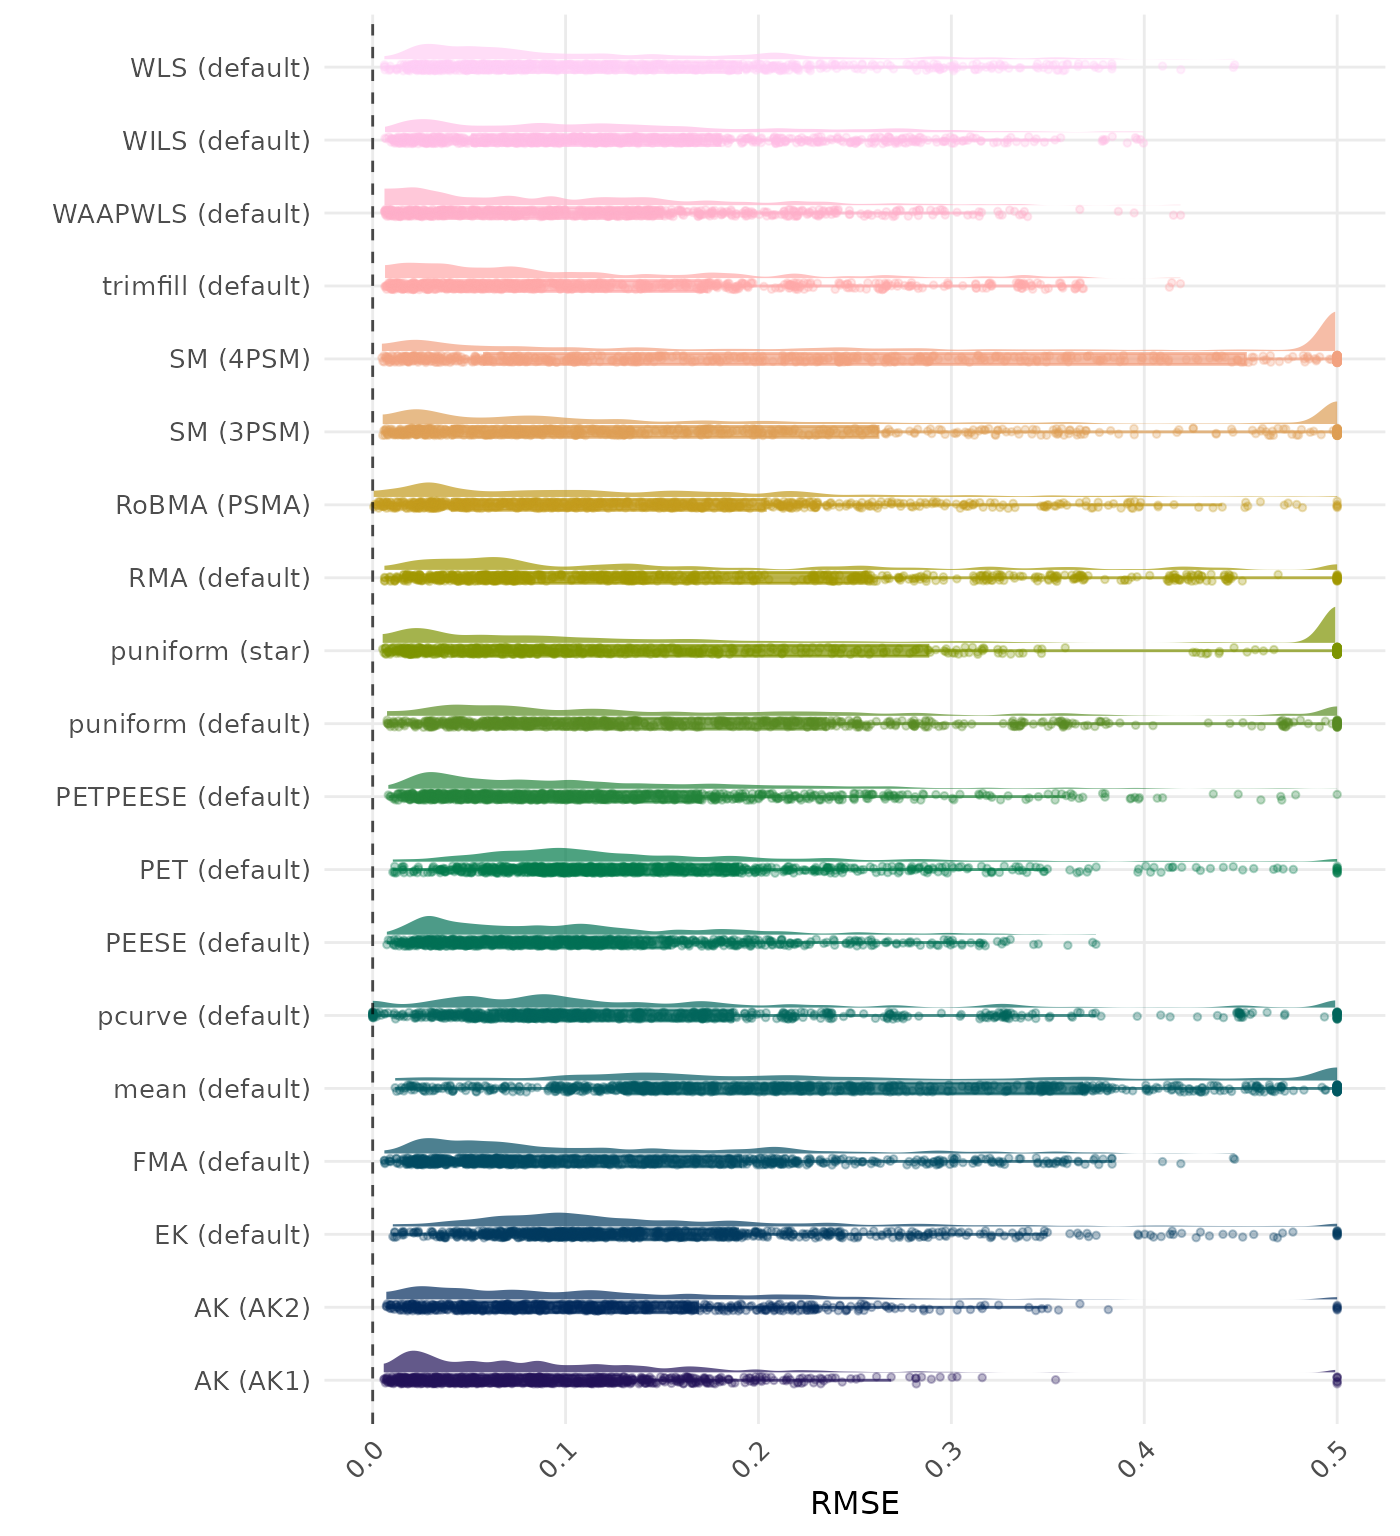 WLS (default)
WILS (default)
WAAPWLS (default)
trimfill (default)
SM (4PSM)
SM (3PSM)
RoBMA (PSMA)
RMA (default)
puniform (star)
puniform (default)
PETPEESE (default)
PET (default)
PEESE (default)
pcurve (default)
mean (default)
FMA (default)
EK (default)
AK (AK2)
AK (AK1)
0.0 0.1 0.2 0.3 0.4 0.5
RMSE